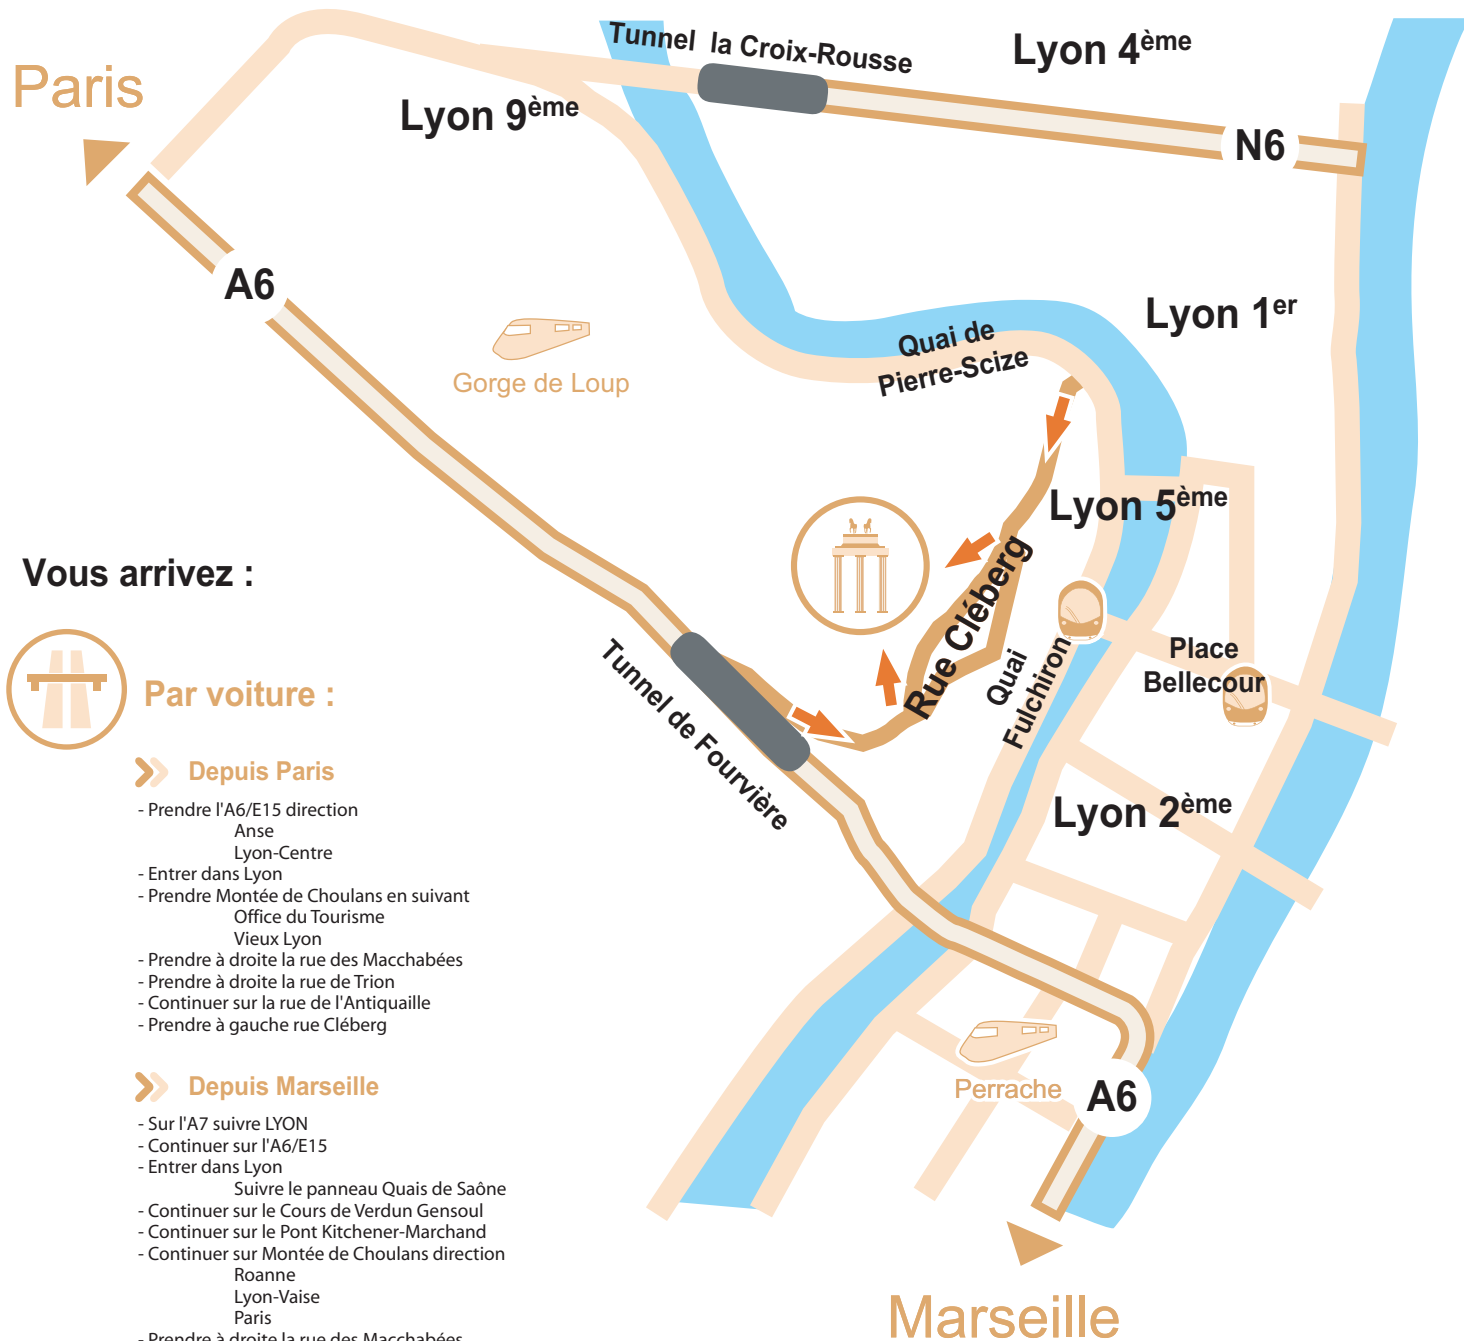 Tunnel la Croix-Rousse
Lyon 4ème
Paris
Lyon 9ème
N6
A6
Lyon 1er
Quai de
Pierre-Scize
Gorge de Loup
Lyon 5ème
Rue Cléberg
Vous arrivez :
Quai
Fulchiron
Place
Bellecour
Tunnel de Fourvière
Par voiture :
Lyon 2ème
Depuis Paris
- Prendre l'A6/E15 direction
Anse
Lyon-Centre
- Entrer dans Lyon
- Prendre Montée de Choulans en suivant
Office du Tourisme
Vieux Lyon
- Prendre à droite la rue des Macchabées
- Prendre à droite la rue de Trion
- Continuer sur la rue de l'Antiquaille
- Prendre à gauche rue Cléberg
Perrache
A6
Depuis Marseille
- Sur l'A7 suivre LYON
- Continuer sur l'A6/E15
- Entrer dans Lyon
Suivre le panneau Quais de Saône
- Continuer sur le Cours de Verdun Gensoul
- Continuer sur le Pont Kitchener-Marchand
- Continuer sur Montée de Choulans direction
Roanne
Lyon-Vaise
Paris
- Prendre à droite la rue des Macchabées
Marseille